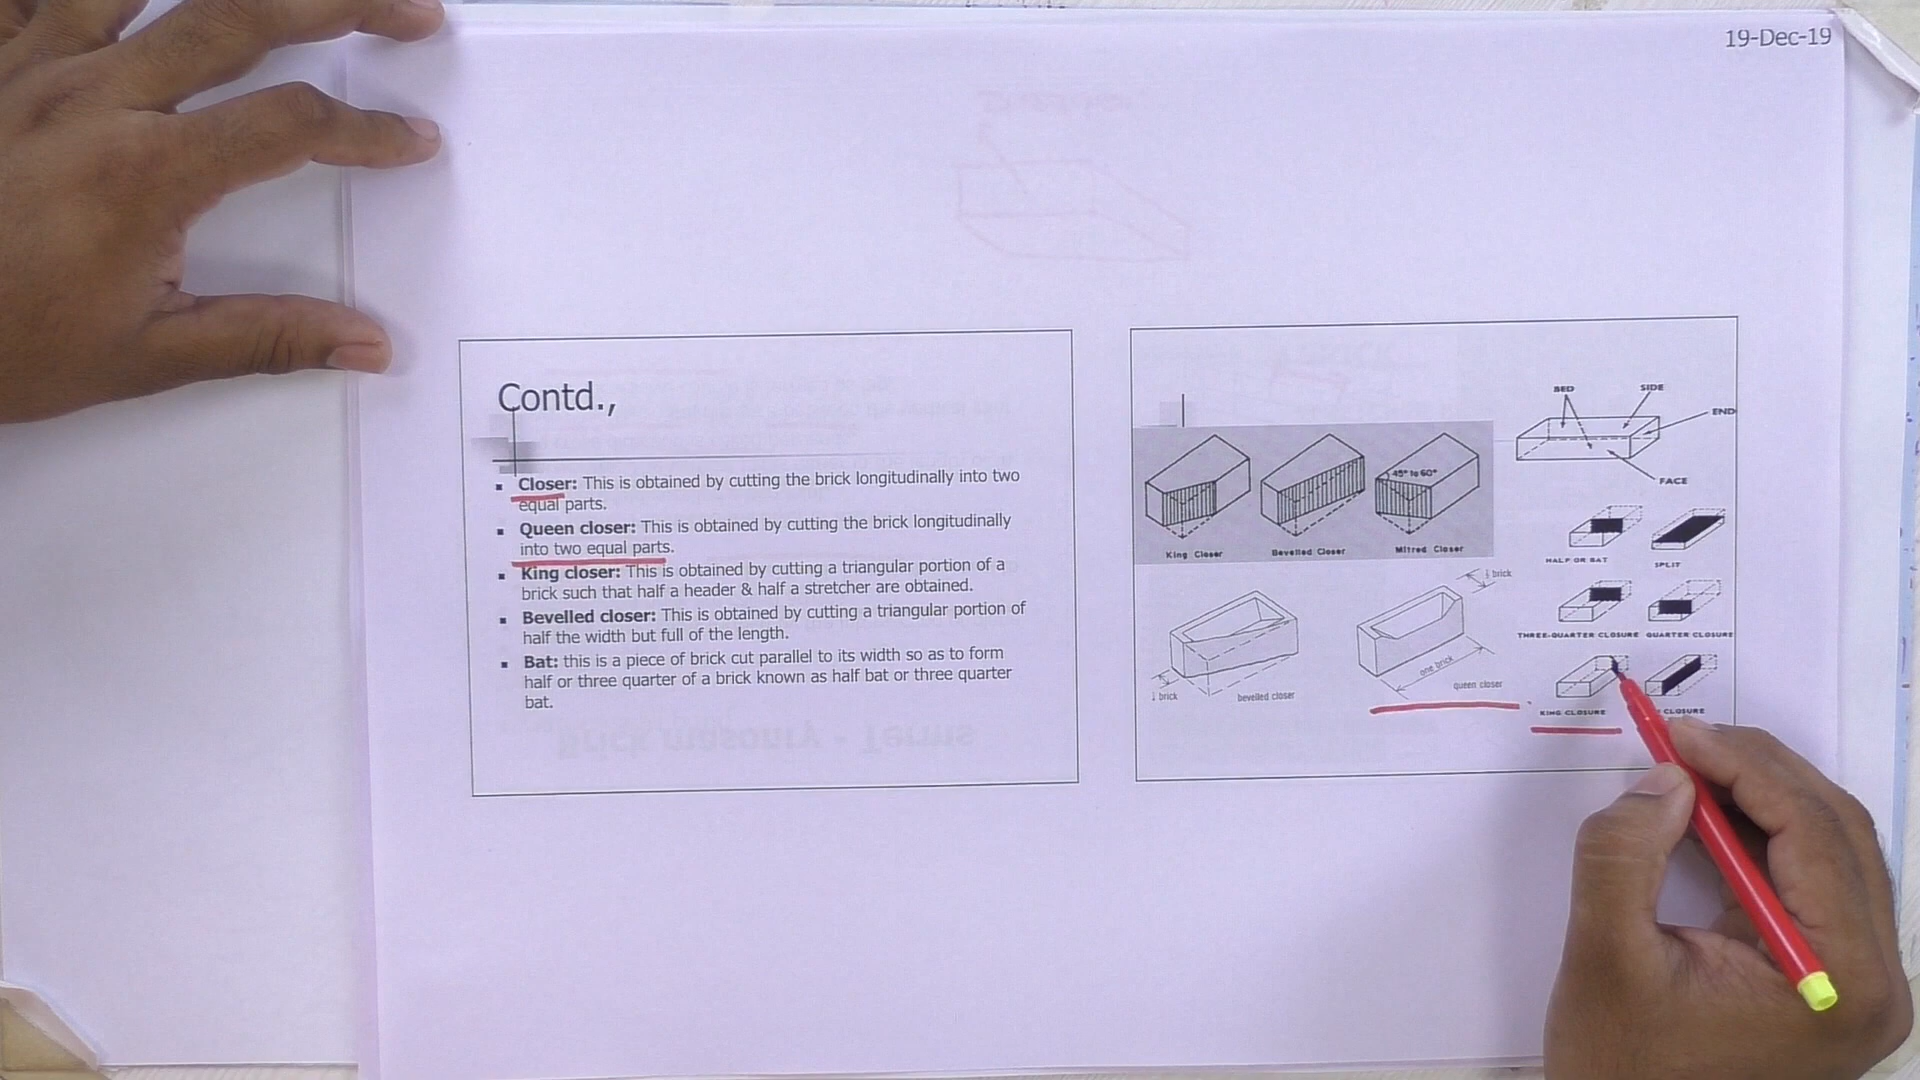 19-Dec-19
Contd.,
▪ Closer: This is obtained by cutting the brick longitudinally into two
equal parts.
▪ Queen closer: This is obtained by cutting the brick longitudinally
into two equal parts.
▪ King closer: This is obtained by cutting a triangular portion of a
brick such that half a header & half a stretcher are obtained.
▪ Bevelled closer: This is obtained by cutting a triangular portion of
half the width but full of the length.
▪ Bat: this is a piece of brick cut parallel to its width so as to form
half or three quarter of a brick known as half bat or three quarter
bat.
45° to 60°
King Closer
Bevelled Closer
Mitred Closer
brick
bevelled closer
brick
one brick
queen closer
BED
SIDE
END
FACE
HALF OR BAT
SPLIT
THREE-QUARTER CLOSURE
QUARTER CLOSURE
KING CLOSURE
CLOSURE